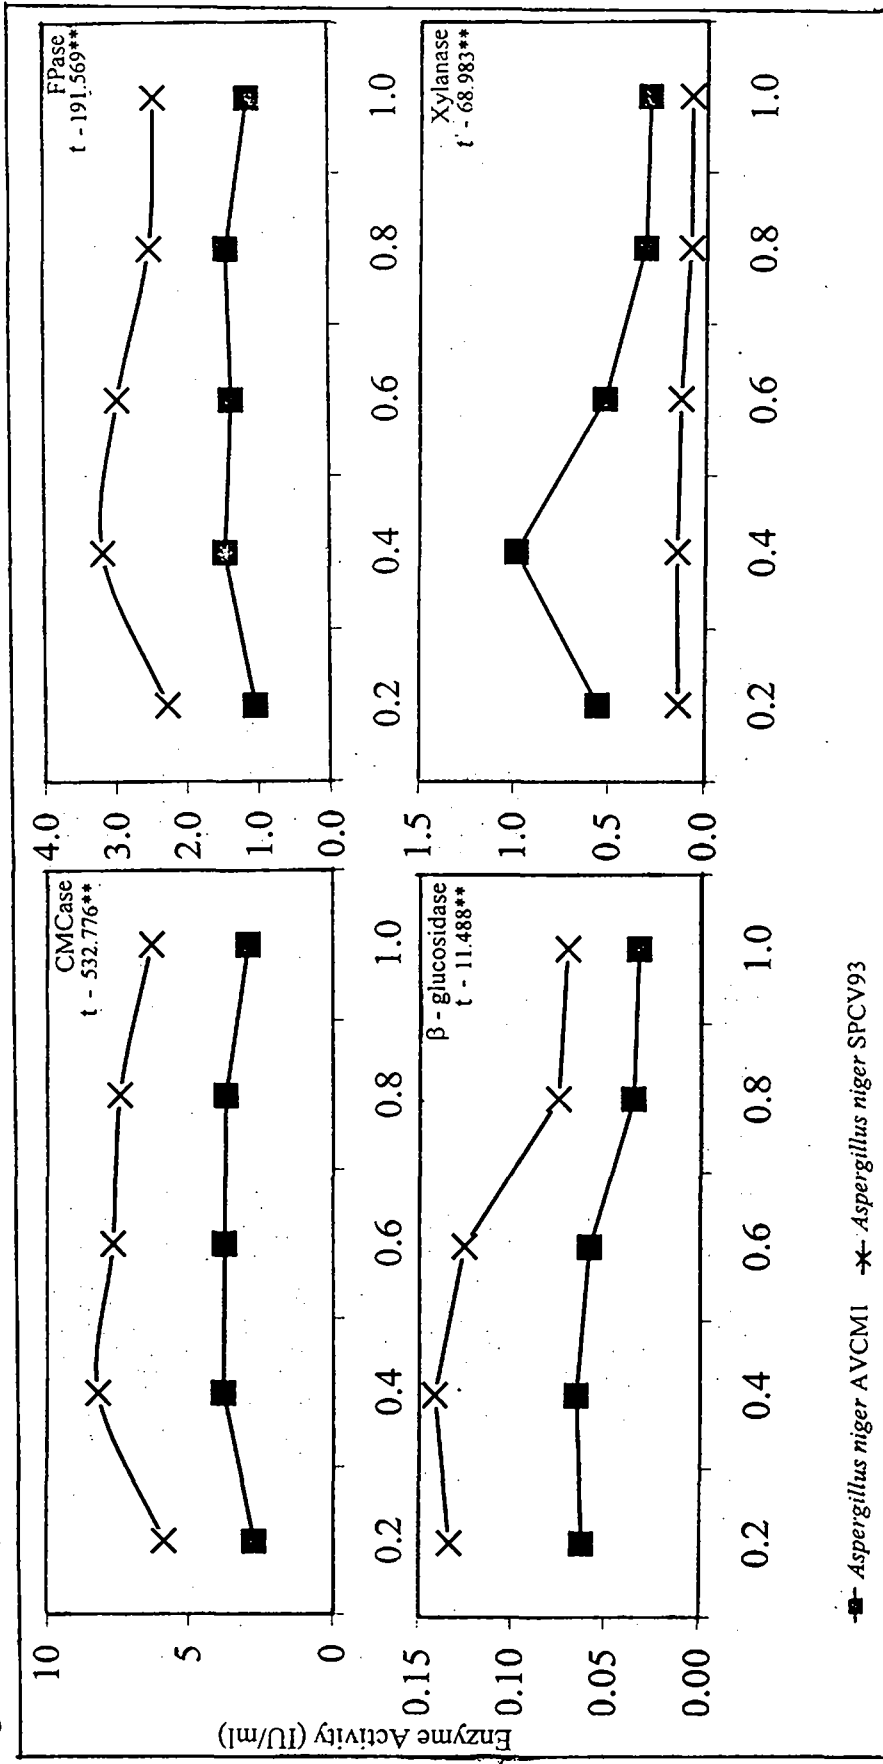 Enzyme Activity (IU/ml)
10
5
0
CMCase
t - 532.776**
0.2 0.4 0.6 0.8 1.0
4.0
3.0
2.0
1.0
0.0
FPase
t -191.569**
0.2 0.4 0.6 0.8 1.0
0.15
0.10
0.05
0.00
β - glucosidase
t - 11.488**
0.2 0.4 0.6 0.8 1.0
1.5
1.0
0.5
0.0
Xylanase
t' - 68.983**
0.2 0.4 0.6 0.8 1.0
Aspergillus niger AVCM1 Aspergillus niger SPCV93